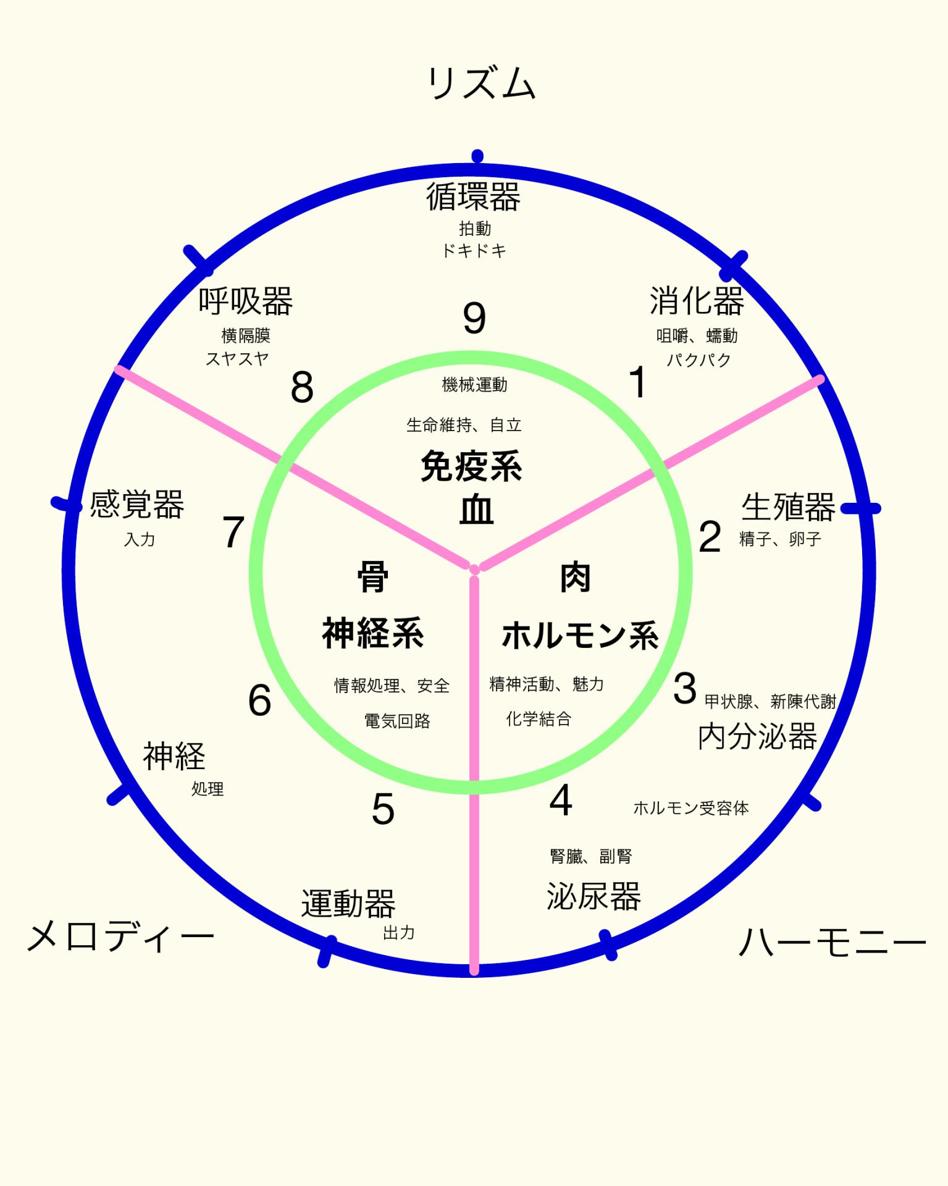 リズム
循環器
拍動
ドキドキ
呼吸器
横隔膜
スヤスヤ
消化器
咀嚼、蠕動
パクパク
9
8
1
機械運動
生命維持、自立
免疫系
血
感覚器
入力
7
2
生殖器
精子、卵子
骨
神経系
情報処理、安全
電気回路
肉
ホルモン系
精神活動、魅力
化学結合
6
3
甲状腺、新陳代謝
内分泌器
神経
処理
5
4
ホルモン受容体
腎臓、副腎
泌尿器
運動器
出力
メロディー
ハーモニー